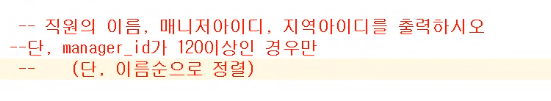 -- 직원의 이름, 매니저아이디, 지역아이디를 출력하시오
--단, manager_id가 120이상인 경우만
-- (단, 이름순으로 정렬)